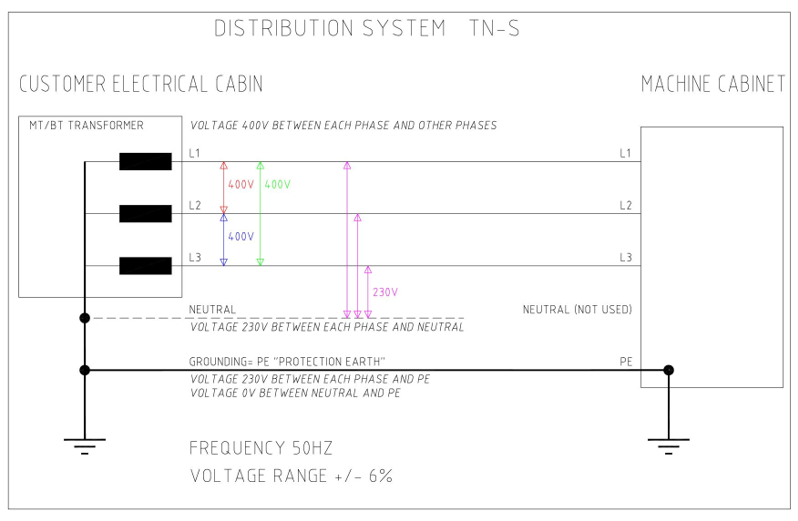 DISTRIBUTION SYSTEM TN-S
CUSTOMER ELECTRICAL CABIN
MACHINE CABINET
MT/BT TRANSFORMER
VOLTAGE 400V BETWEEN EACH PHASE AND OTHER PHASES
L1
L1
400V
400V
L2
L2
400V
L3
L3
230V
NEUTRAL
NEUTRAL (NOT USED)
VOLTAGE 230V BETWEEN EACH PHASE AND NEUTRAL
GROUNDING= PE "PROTECTION EARTH"
PE
VOLTAGE 230V BETWEEN EACH PHASE AND PE
VOLTAGE 0V BETWEEN NEUTRAL AND PE
FREQUENCY 50HZ
VOLTAGE RANGE +/- 6%